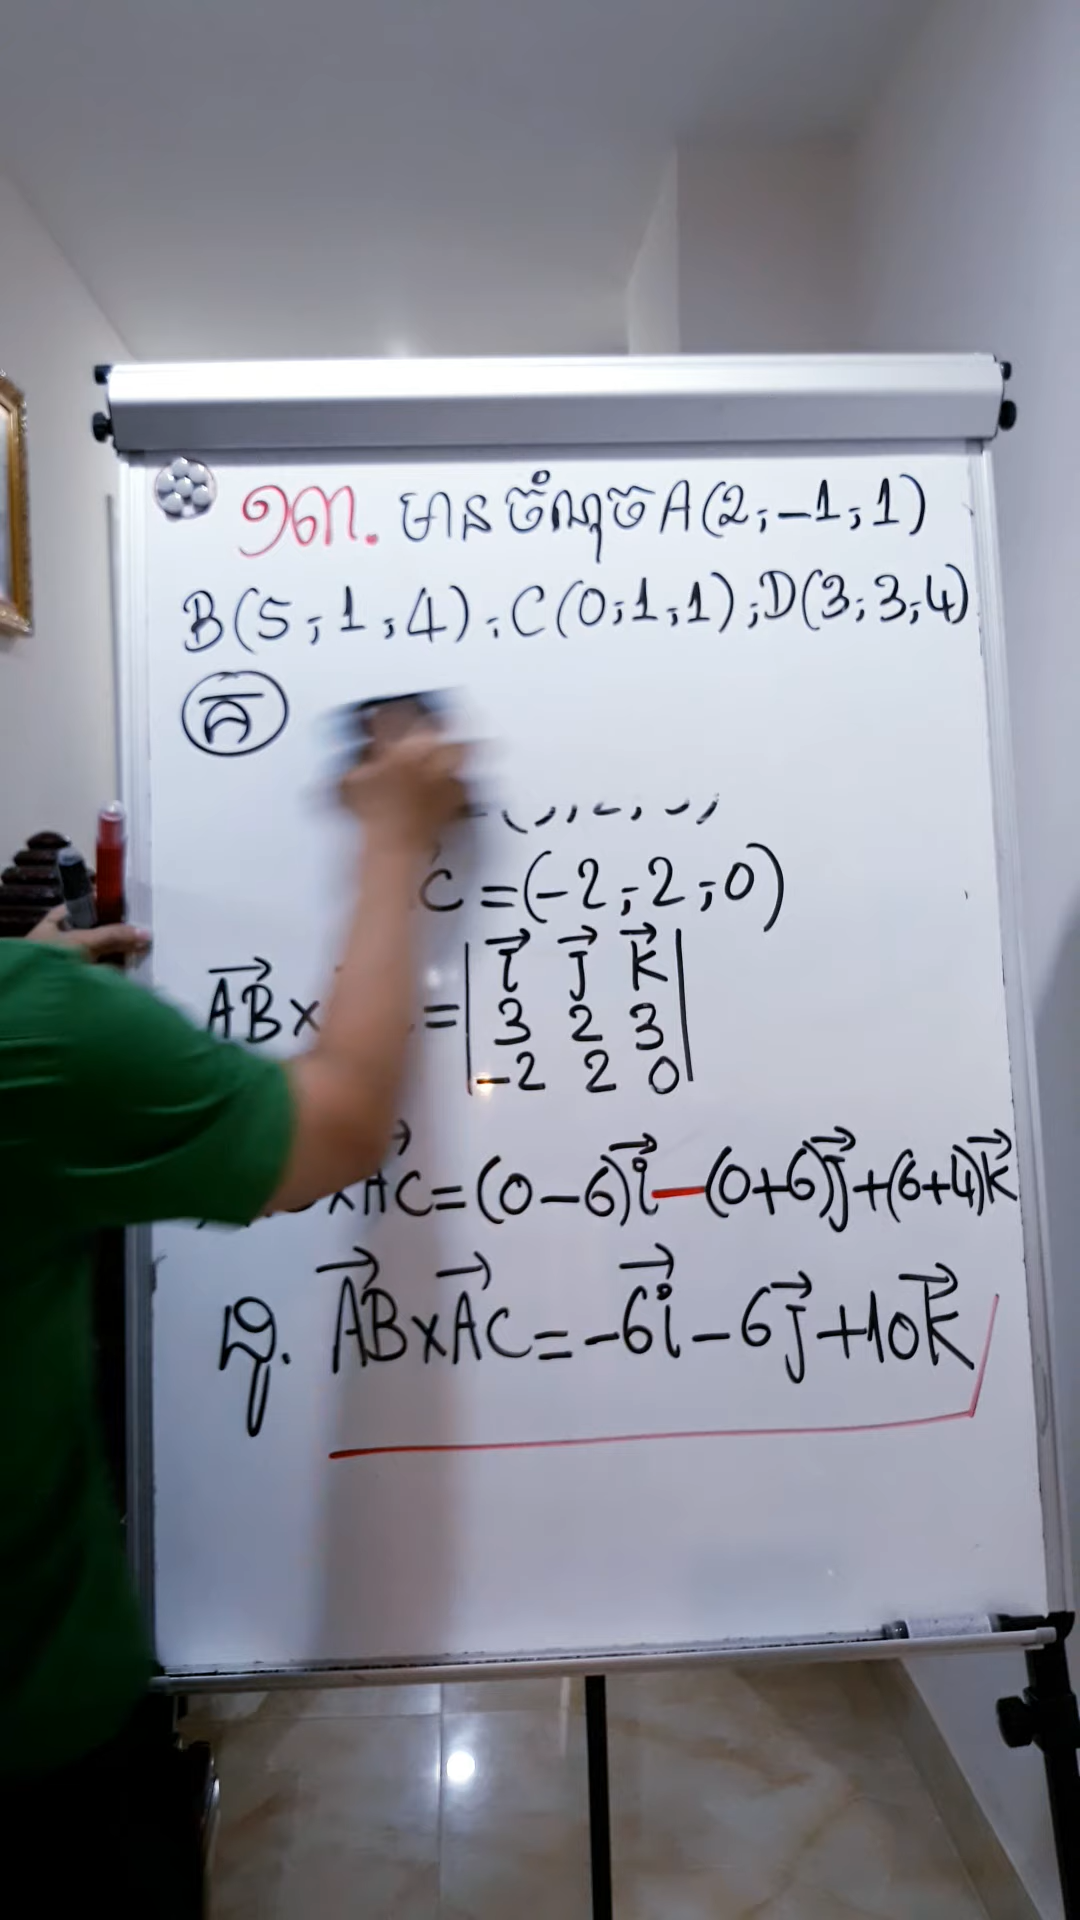 ១៣. មានចំណុច A(2;-1;1)
B(5;1;4);C(0;1;1);D(3;3;4)
គ
C=(-2;2;0)
AB→× =|i→ j→ k→|
3 2 3
-2 2 0
×AC→=(0-6)i→-(0+6)j→+(6+4)k→
ដូ. AB→×AC→=-6i→-6j→+10k→